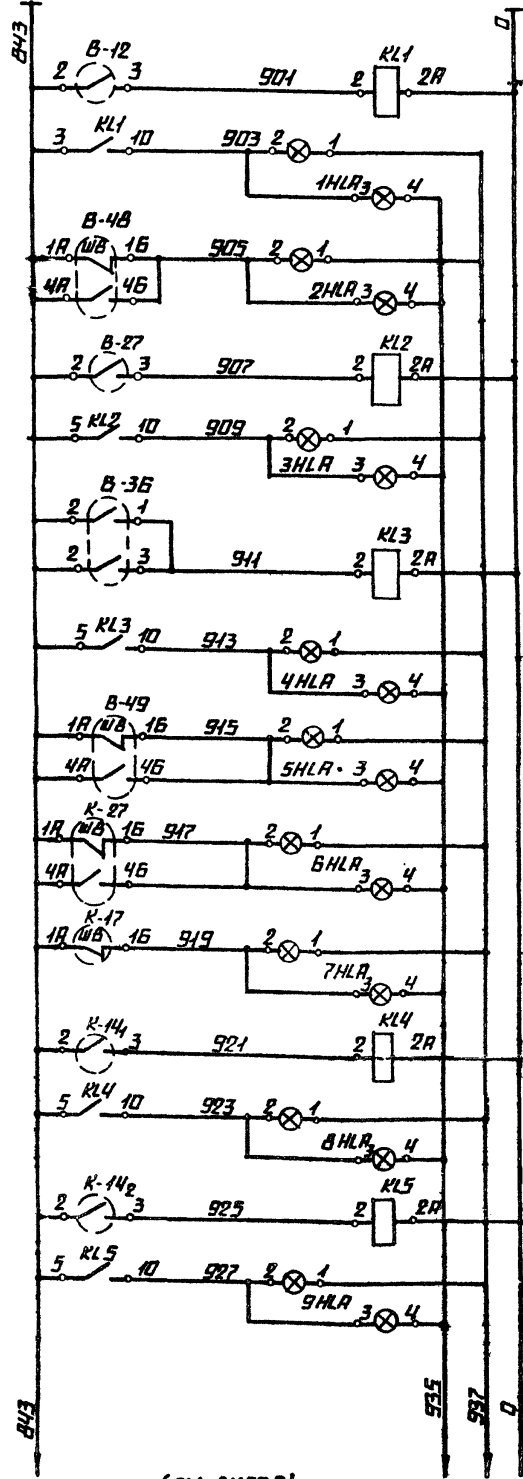 843 0
В-12
2 3 901 2 KL1 2А
3 KL1 10 903 2 1
1HLA 3 4
В-48
1А ШВ 1Б 905 2 1
4А 4Б 2HLA 3 4
В-27
2 3 907 2 KL2 2А
5 KL2 10 909 2 1
3HLA 3 4
В-36
2 1
2 3 911 2 KL3 2А
5 KL3 10 913 2 1
4HLA 3 4
В-49
1А ШВ 1Б 915 2 1
4А 4Б 5HLA 3 4
К-27
1А ШВ 1Б 917 2 1
4А 4Б 6HLA 3 4
К-17
1А ШВ 1Б 919 2 1
7HLA 3 4
К-14₁
2 3 921 2 KL4 2А
5 KL4 10 923 2 1
8HLA 3 4
К-14₂
2 3 925 2 KL5 2А
5 KL5 10 927 2 1
9HLA 3 4
843 935 937 0